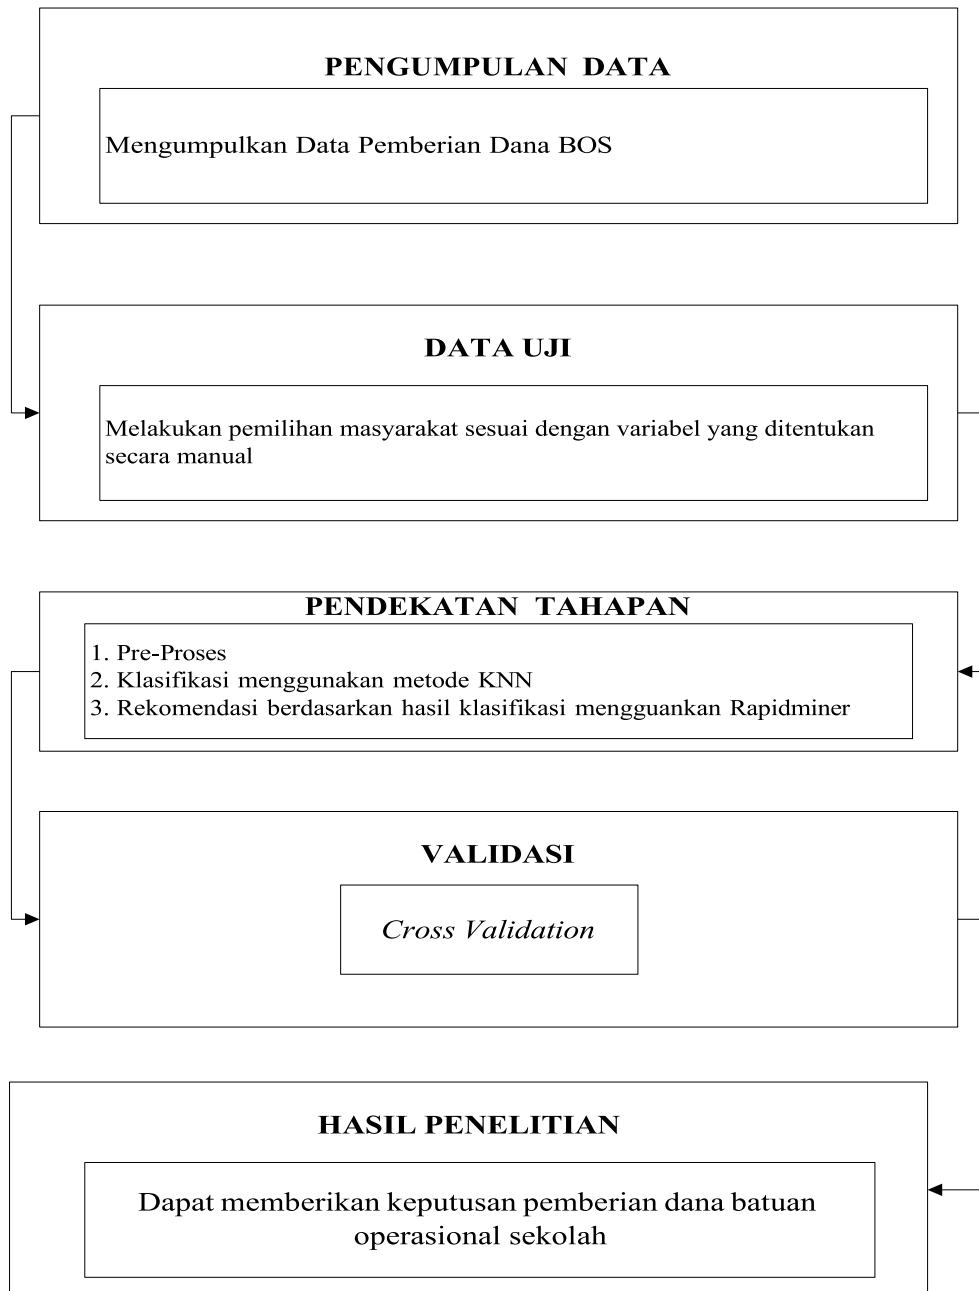 PENGUMPULAN DATA
Mengumpulkan Data Pemberian Dana BOS
DATA UJI
Melakukan pemilihan masyarakat sesuai dengan variabel yang ditentukan
secara manual
PENDEKATAN TAHAPAN
1. Pre-Proses
2. Klasifikasi menggunakan metode KNN
3. Rekomendasi berdasarkan hasil klasifikasi mengguankan Rapidminer
VALIDASI
Cross Validation
HASIL PENELITIAN
Dapat memberikan keputusan pemberian dana batuan
operasional sekolah